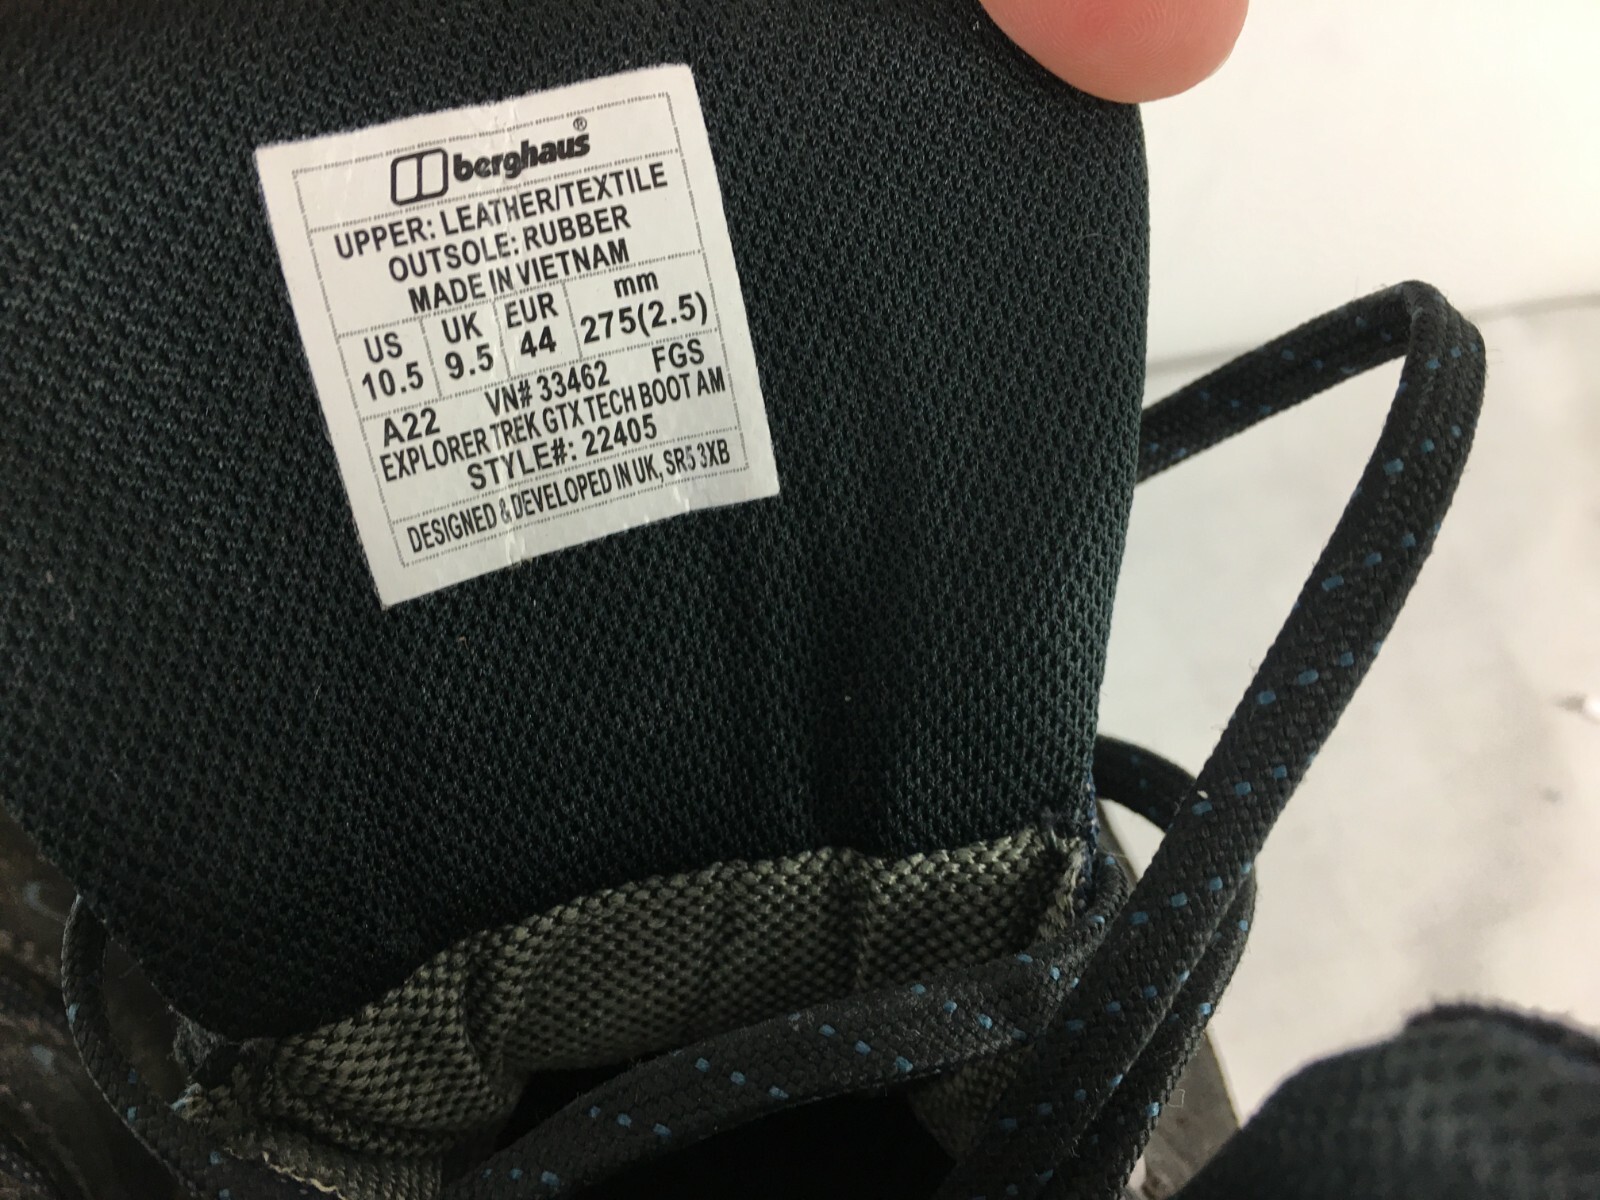 berghaus®
UPPER: LEATHER/TEXTILE
OUTSOLE: RUBBER
MADE IN VIETNAM
US UK EUR mm
10.5 9.5 44 275(2.5)
A22 VN# 33462 FGS
EXPLORER TREK GTX TECH BOOT AM
STYLE#: 22405
DESIGNED & DEVELOPED IN UK, SR5 3XB